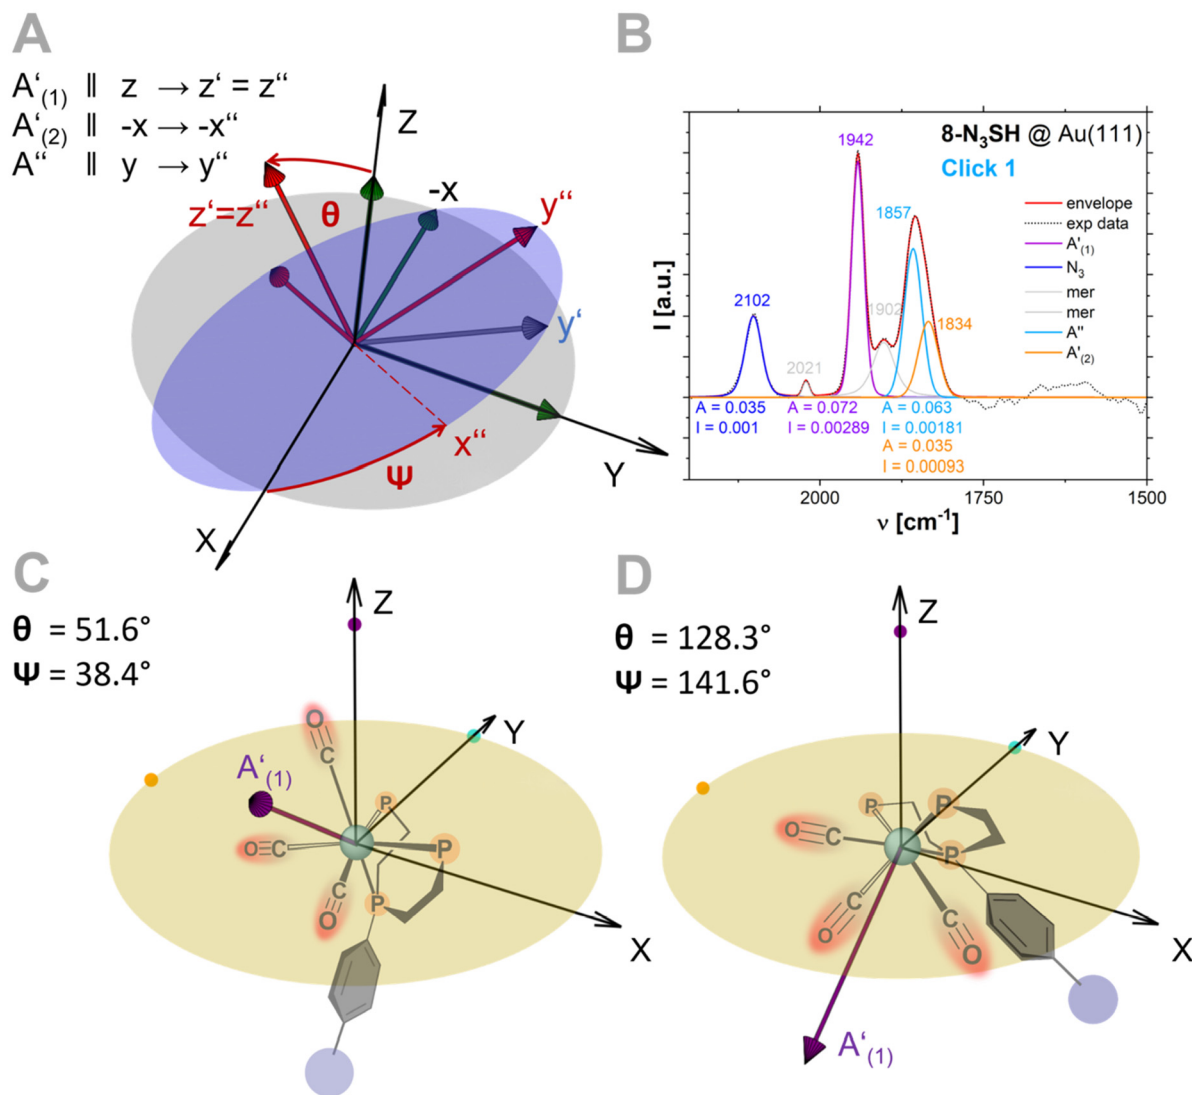 A
A‘(1) ‖ z → z‘ = z“
A‘(2) ‖ -x → -x“
A“ ‖ y → y“
Z
-x
y“
z‘=z“
θ
y‘
x“
Ψ
Y
X
B
8-N₃SH @ Au(111)
Click 1
1942
1857
2102
1902
1834
2021
envelope
exp data
A'(1)
N₃
mer
mer
A''
A'(2)
I [a.u.]
A = 0.035
I = 0.001
A = 0.072
I = 0.00289
A = 0.063
I = 0.00181
A = 0.035
I = 0.00093
2000
1750
1500
ν [cm⁻¹]
C
θ = 51.6°
Ψ = 38.4°
Z
Y
X
A‘(1)
O
C
O
C
C
O
P
P
P
D
θ = 128.3°
Ψ = 141.6°
Z
Y
X
P
P
P
O
C
C
O
C
O
A‘(1)